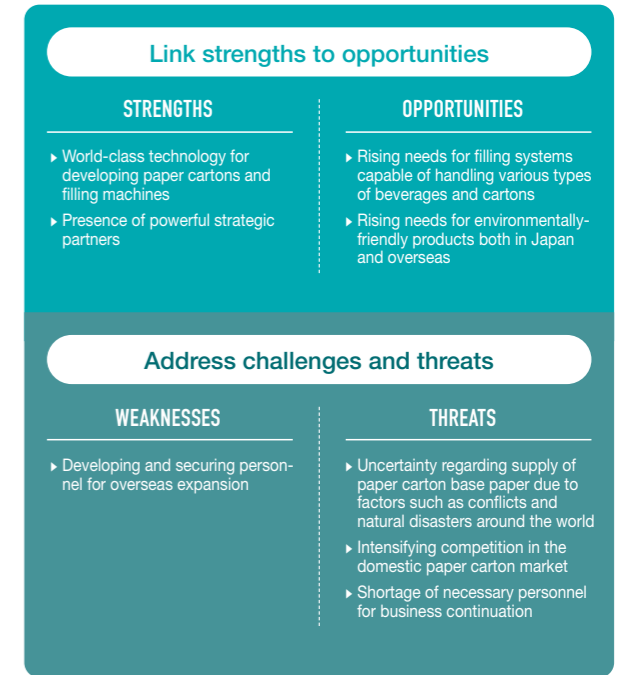 Link strengths to opportunities
STRENGTHS
▸ World-class technology for
developing paper cartons and
filling machines
▸ Presence of powerful strategic
partners
OPPORTUNITIES
▸ Rising needs for filling systems
capable of handling various types
of beverages and cartons
▸ Rising needs for environmentally-
friendly products both in Japan
and overseas
Address challenges and threats
WEAKNESSES
▸ Developing and securing person-
nel for overseas expansion
THREATS
▸ Uncertainty regarding supply of
paper carton base paper due to
factors such as conflicts and
natural disasters around the world
▸ Intensifying competition in the
domestic paper carton market
▸ Shortage of necessary personnel
for business continuation